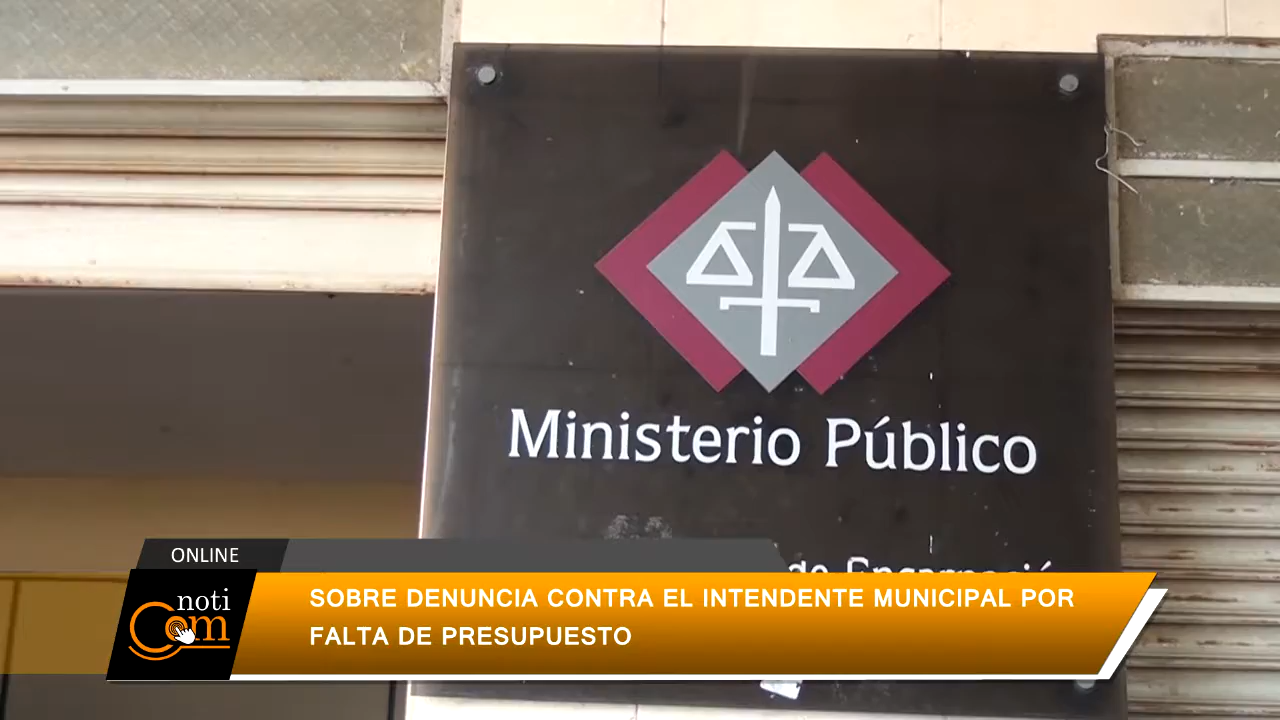 Ministerio Público
ONLINE
noti
Com
SOBRE DENUNCIA CONTRA EL INTENDENTE MUNICIPAL POR
FALTA DE PRESUPUESTO